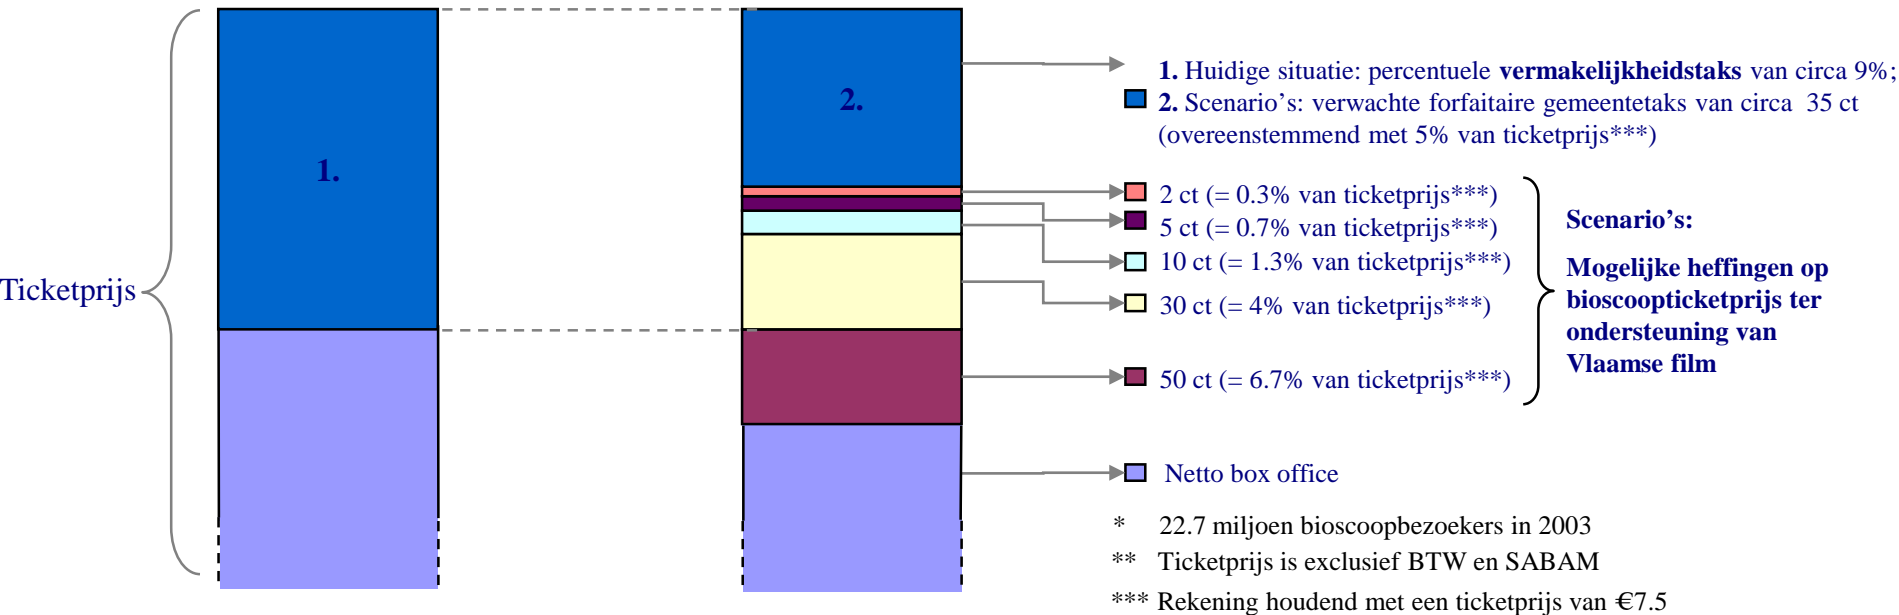 Ticketprijs
1.
2.
1. Huidige situatie: percentuele vermakelijkheidstaks van circa 9%;
2. Scenario's: verwachte forfaitaire gemeentetaks van circa 35 ct
(overeenstemmend met 5% van ticketprijs***)
2 ct (= 0.3% van ticketprijs***)
5 ct (= 0.7% van ticketprijs***)
10 ct (= 1.3% van ticketprijs***)
30 ct (= 4% van ticketprijs***)
50 ct (= 6.7% van ticketprijs***)
Scenario's:
Mogelijke heffingen op
bioscoopticketprijs ter
ondersteuning van
Vlaamse film
Netto box office
* 22.7 miljoen bioscoopbezoekers in 2003
** Ticketprijs is exclusief BTW en SABAM
*** Rekening houdend met een ticketprijs van €7.5